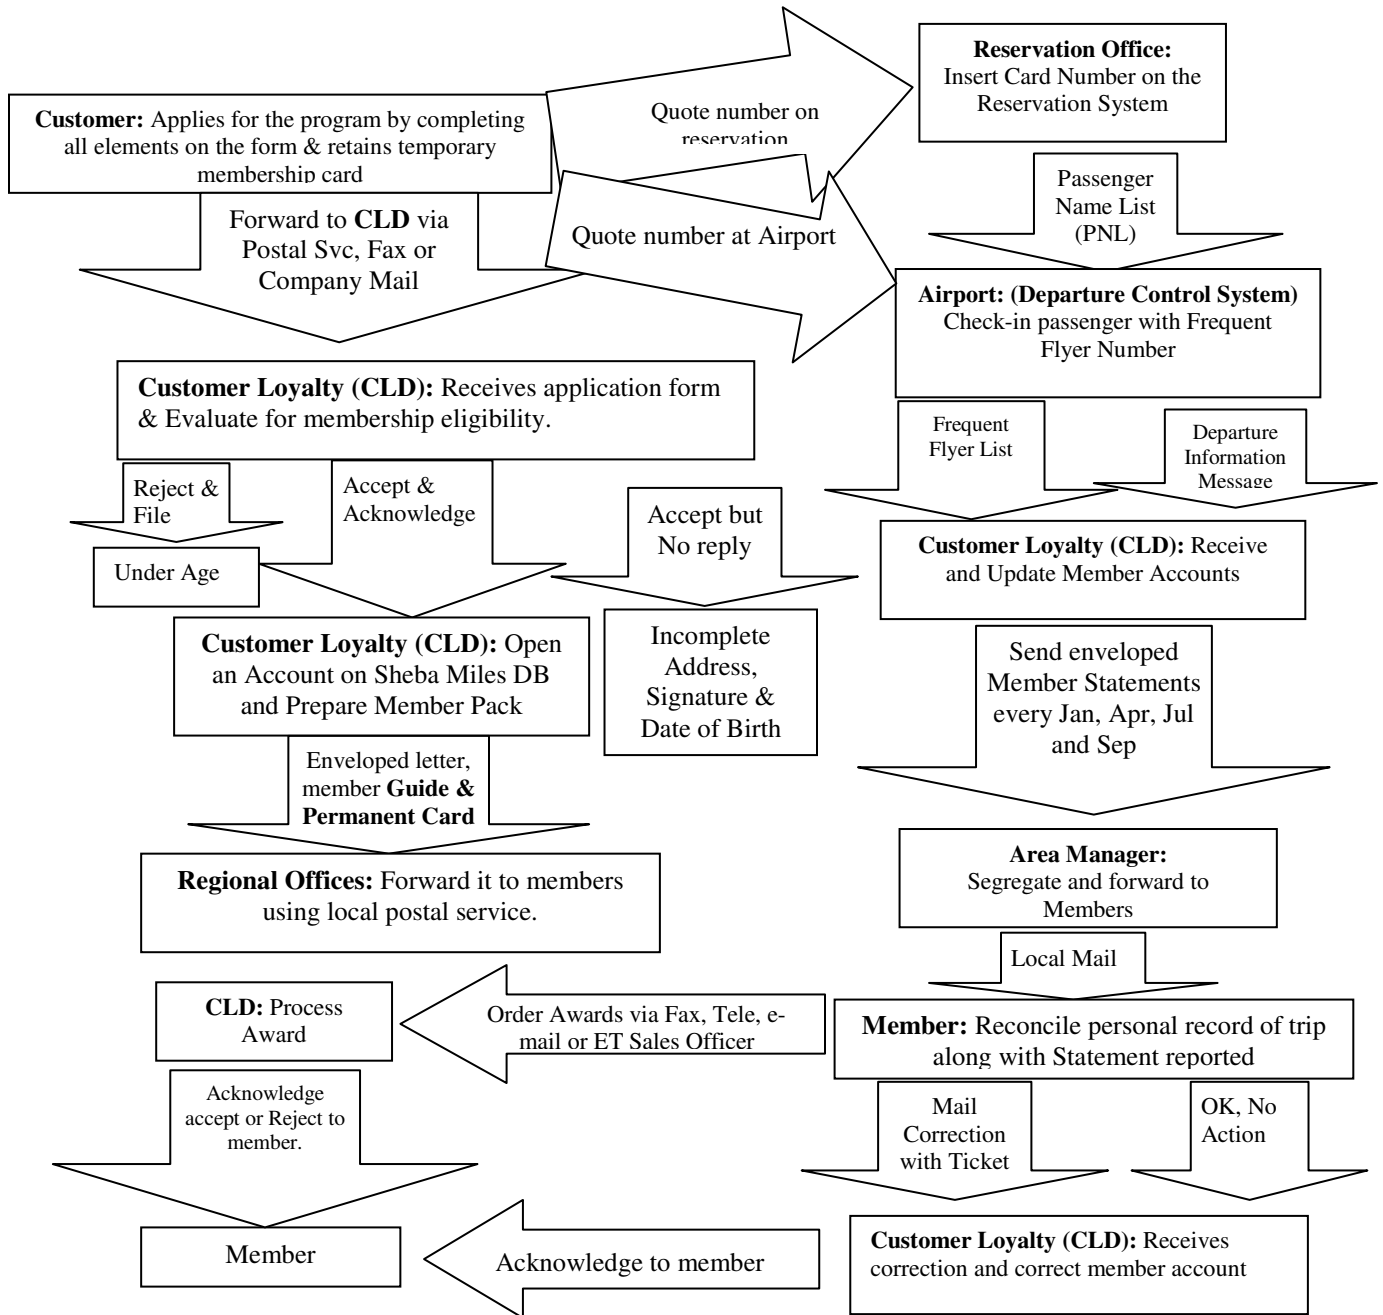 Customer: Applies for the program by completing
all elements on the form & retains temporary
membership card
Quote number on
reservation
Reservation Office:
Insert Card Number on the
Reservation System
Forward to CLD via
Postal Svc, Fax or
Company Mail
Quote number at Airport
Passenger
Name List
(PNL)
Airport: (Departure Control System)
Check-in passenger with Frequent
Flyer Number
Customer Loyalty (CLD): Receives application form
& Evaluate for membership eligibility.
Frequent
Flyer List
Departure
Information
Message
Reject &
File
Accept &
Acknowledge
Accept but
No reply
Under Age
Customer Loyalty (CLD): Receive
and Update Member Accounts
Customer Loyalty (CLD): Open
an Account on Sheba Miles DB
and Prepare Member Pack
Incomplete
Address,
Signature &
Date of Birth
Send enveloped
Member Statements
every Jan, Apr, Jul
and Sep
Enveloped letter,
member Guide &
Permanent Card
Regional Offices: Forward it to members
using local postal service.
Area Manager:
Segregate and forward to
Members
Local Mail
CLD: Process
Award
Order Awards via Fax, Tele, e-
mail or ET Sales Officer
Member: Reconcile personal record of trip
along with Statement reported
Acknowledge
accept or Reject to
member.
Mail
Correction
with Ticket
OK, No
Action
Member
Acknowledge to member
Customer Loyalty (CLD): Receives
correction and correct member account